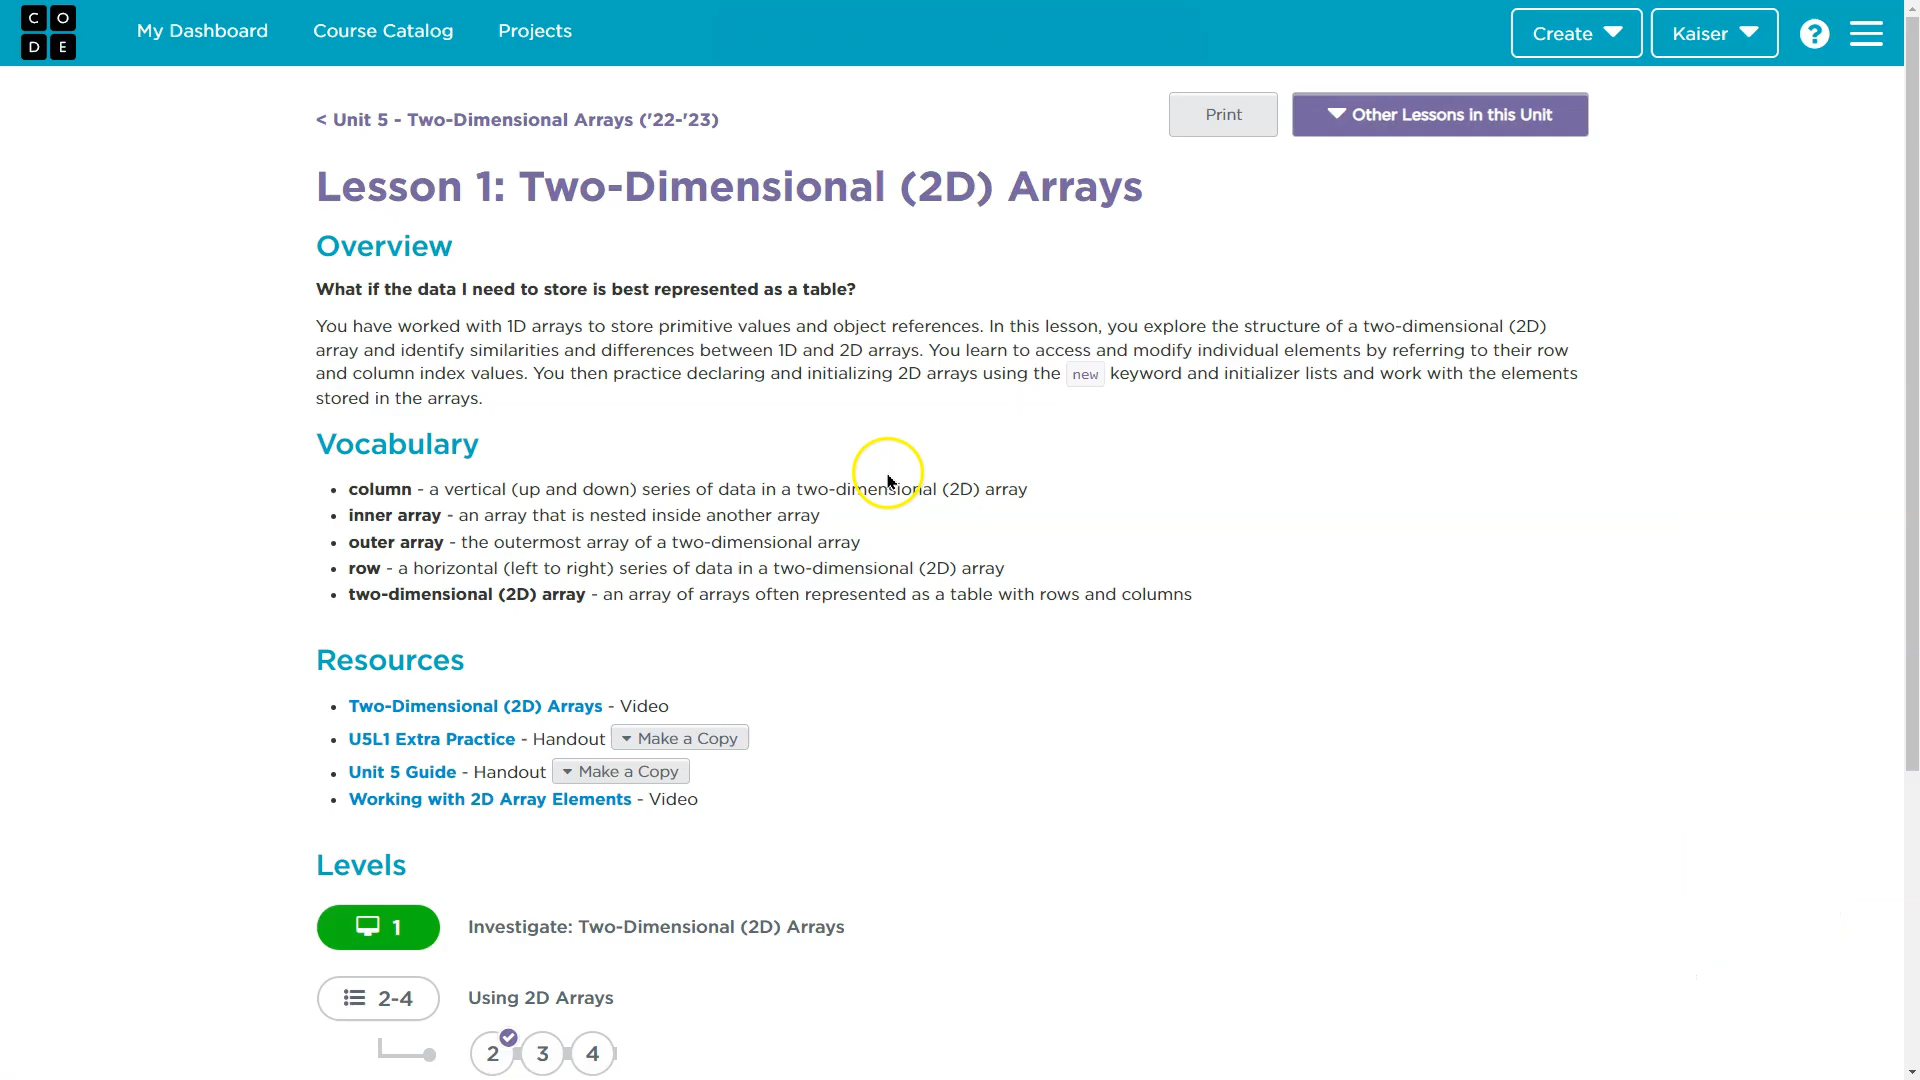 C O
D E
My Dashboard
Course Catalog
Projects
Create
Kaiser
?
< Unit 5 - Two-Dimensional Arrays ('22-'23)
Print
Other Lessons in this Unit
Lesson 1: Two-Dimensional (2D) Arrays
Overview
What if the data I need to store is best represented as a table?
You have worked with 1D arrays to store primitive values and object references. In this lesson, you explore the structure of a two-dimensional (2D)
array and identify similarities and differences between 1D and 2D arrays. You learn to access and modify individual elements by referring to their row
and column index values. You then practice declaring and initializing 2D arrays using the new keyword and initializer lists and work with the elements
stored in the arrays.
Vocabulary
column - a vertical (up and down) series of data in a two-dimensional (2D) array
inner array - an array that is nested inside another array
outer array - the outermost array of a two-dimensional array
row - a horizontal (left to right) series of data in a two-dimensional (2D) array
two-dimensional (2D) array - an array of arrays often represented as a table with rows and columns
Resources
Two-Dimensional (2D) Arrays - Video
U5L1 Extra Practice - Handout Make a Copy
Unit 5 Guide - Handout Make a Copy
Working with 2D Array Elements - Video
Levels
1 Investigate: Two-Dimensional (2D) Arrays
2-4 Using 2D Arrays
2 3 4